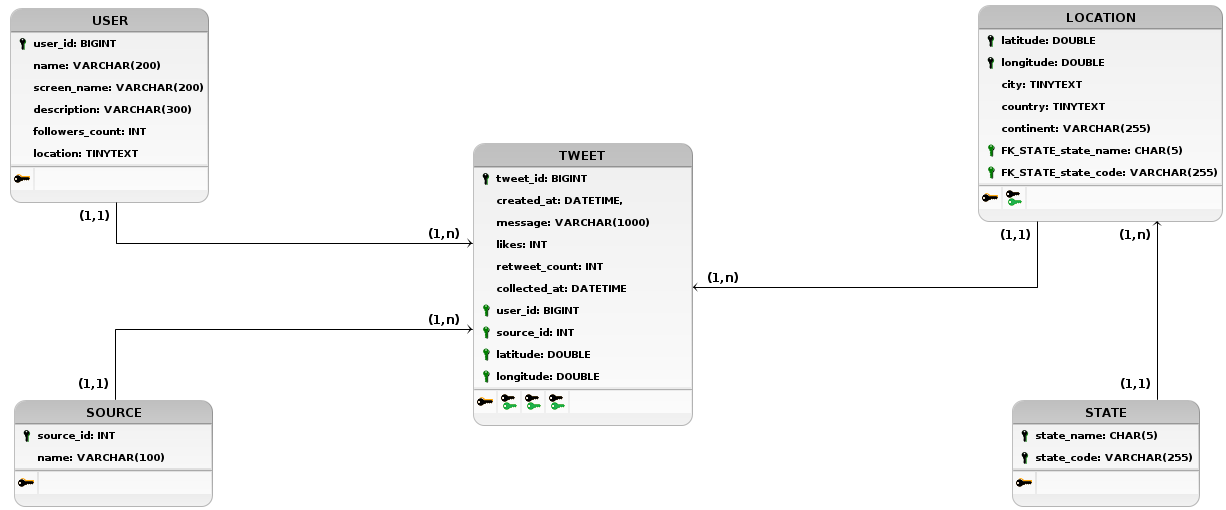 USER
user_id: BIGINT
name: VARCHAR(200)
screen_name: VARCHAR(200)
description: VARCHAR(300)
followers_count: INT
location: TINYTEXT
(1,1)
(1,n)
SOURCE
source_id: INT
name: VARCHAR(100)
(1,1)
(1,n)
TWEET
tweet_id: BIGINT
created_at: DATETIME,
message: VARCHAR(1000)
likes: INT
retweet_count: INT
collected_at: DATETIME
user_id: BIGINT
source_id: INT
latitude: DOUBLE
longitude: DOUBLE
(1,n)
LOCATION
latitude: DOUBLE
longitude: DOUBLE
city: TINYTEXT
country: TINYTEXT
continent: VARCHAR(255)
FK_STATE_state_name: CHAR(5)
FK_STATE_state_code: VARCHAR(255)
(1,1)
(1,n)
(1,1)
STATE
state_name: CHAR(5)
state_code: VARCHAR(255)